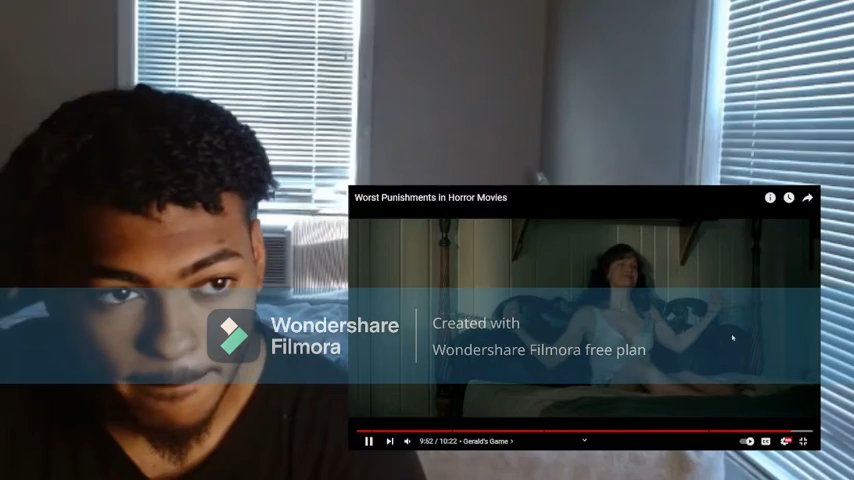 Worst Punishments in Horror Movies
Wondershare
Filmora
Created with
Wondershare Filmora free plan
9:52 / 10:22 • Gerald's Game >